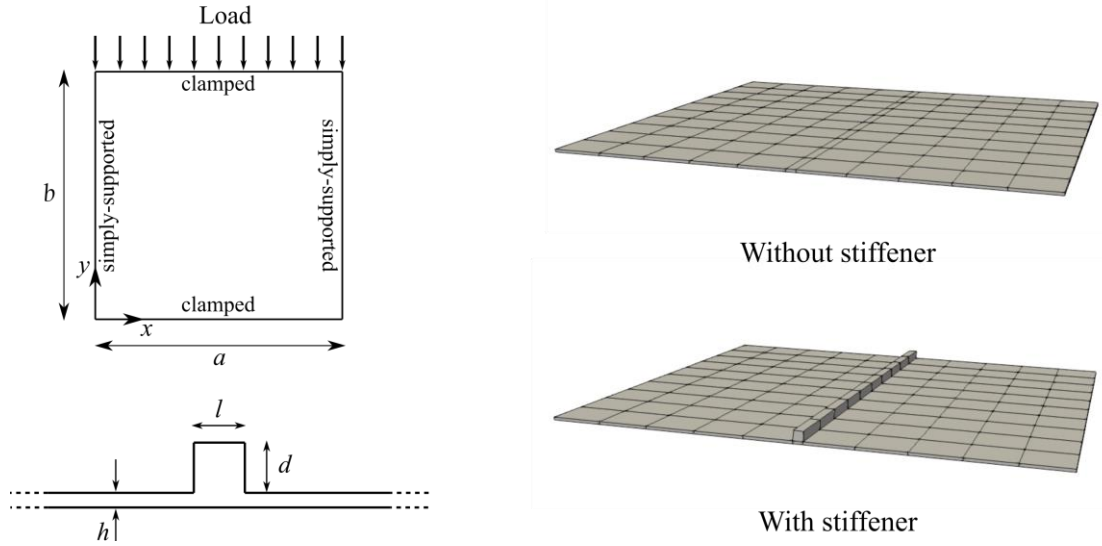 Load
clamped
simply-supported
simply-supported
b
y
clamped
x
a
l
d
h
Without stiffener
With stiffener